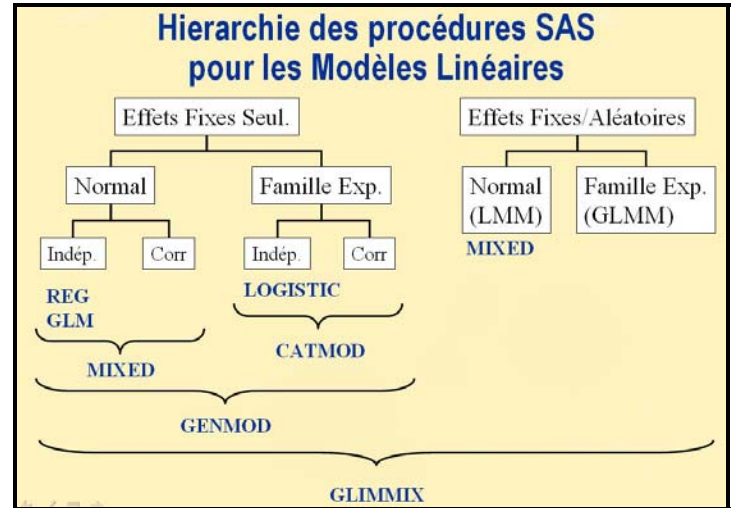 Hierarchie des procédures SAS
pour les Modèles Linéaires
Effets Fixes Seul.
Effets Fixes/Aléatoires
Normal
Famille Exp.
Normal
(LMM)
Famille Exp.
(GLMM)
Indép.
Corr
Indép.
Corr
MIXED
REG
GLM
LOGISTIC
MIXED
CATMOD
GENMOD
GLIMMIX